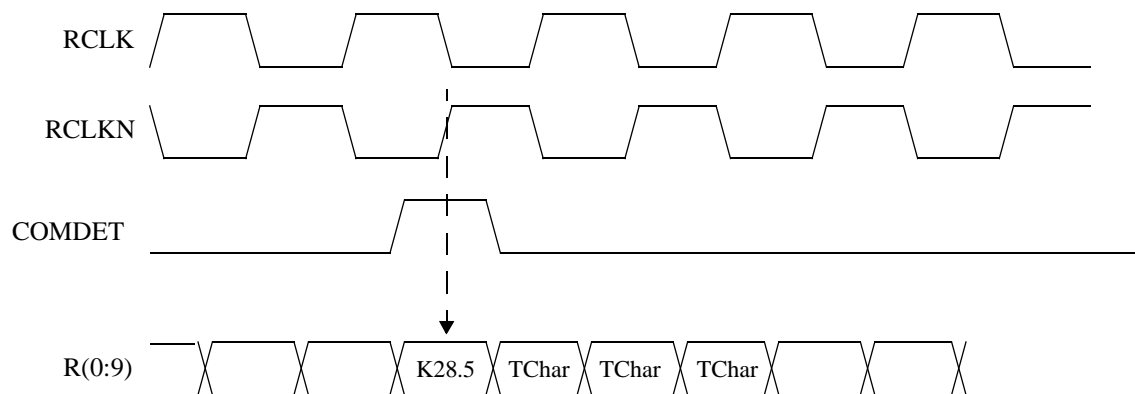 RCLK
RCLKN
COMDET
R(0:9)
K28.5 TChar TChar TChar